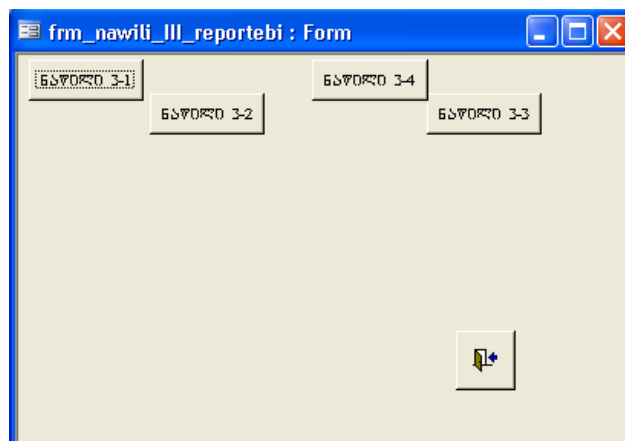 frm_nawili_III_reportebi : Form
ნაწილი 3-1
ნაწილი 3-4
ნაწილი 3-2
ნაწილი 3-3